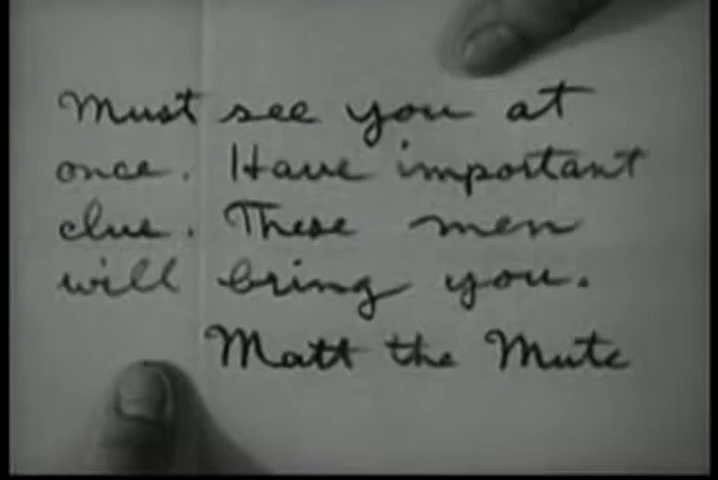 Must see you at
once. Have important
clue. These men
will bring you.
Matt the Mute